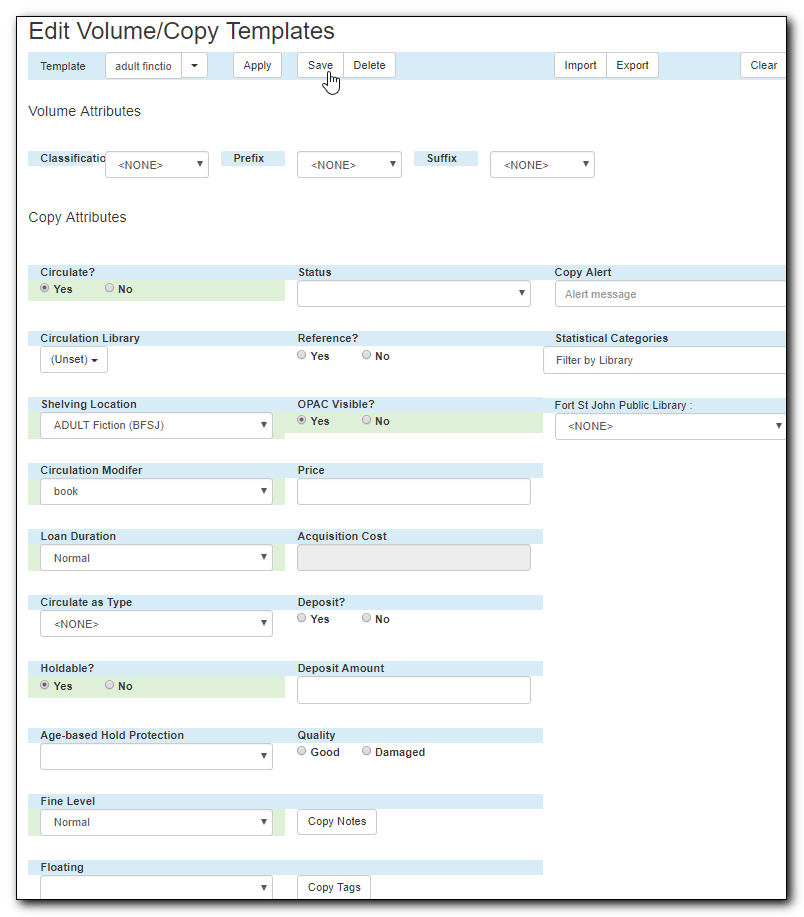 Edit Volume/Copy Templates
Template adult finctio Apply Save Delete Import Export Clear
Volume Attributes
Classificatio <NONE> Prefix <NONE> Suffix <NONE>
Copy Attributes
Circulate? Status Copy Alert
Yes No Alert message
Circulation Library Reference? Statistical Categories
(Unset) Yes No Filter by Library
Shelving Location OPAC Visible? Fort St John Public Library :
ADULT Fiction (BFSJ) Yes No <NONE>
Circulation Modifer Price
book
Loan Duration Acquisition Cost
Normal
Circulate as Type Deposit?
<NONE> Yes No
Holdable? Deposit Amount
Yes No
Age-based Hold Protection Quality
Good Damaged
Fine Level
Normal Copy Notes
Floating
Copy Tags